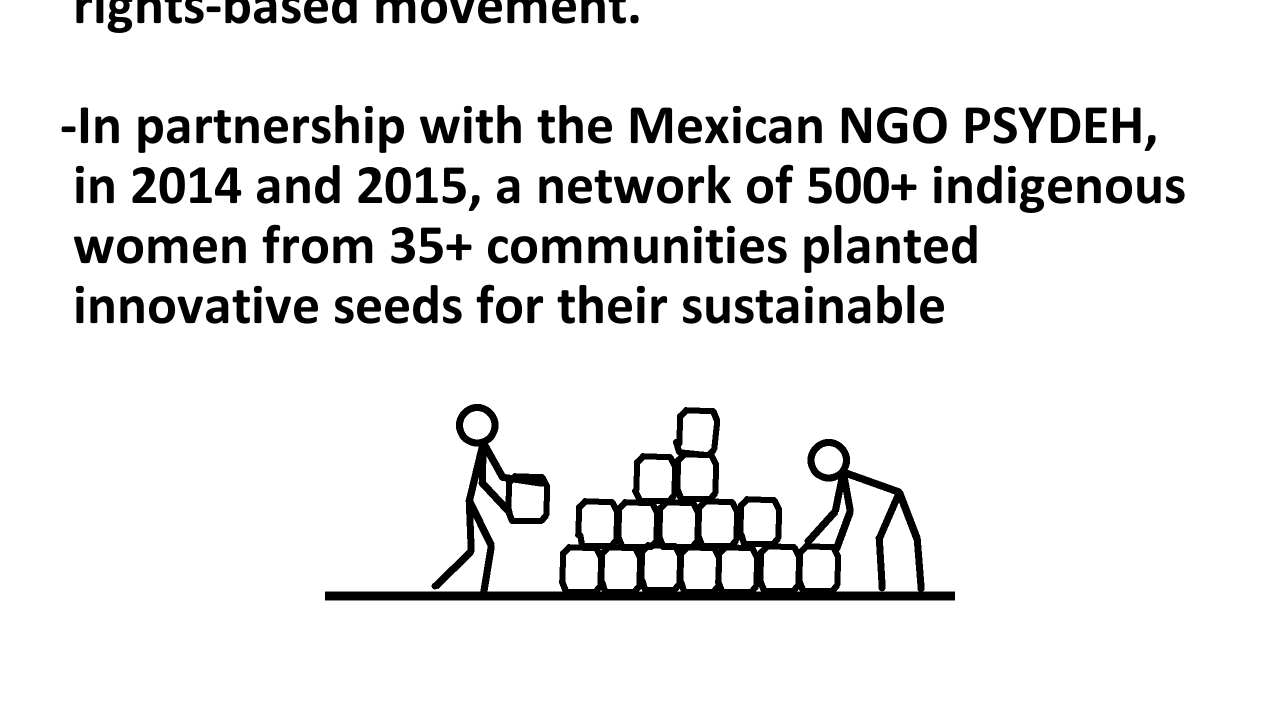 rights-based movement.
-In partnership with the Mexican NGO PSYDEH,
in 2014 and 2015, a network of 500+ indigenous
women from 35+ communities planted
innovative seeds for their sustainable